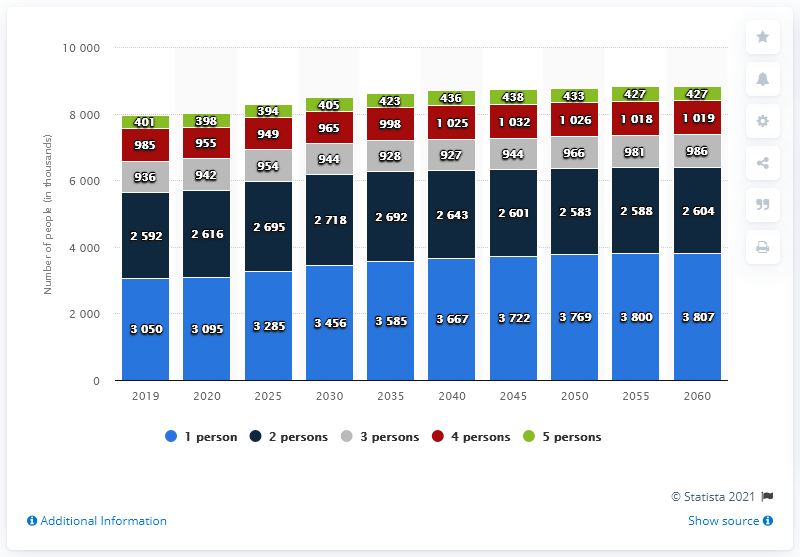 Number of people (in thousands)
10 000
8 000
6 000
4 000
2 000
0
401 398 394 405 423 436 438 433 427 427
985 955 949 965 998 1 025 1 032 1 026 1 018 1 019
936 942 954 944 928 927 944 966 981 986
2 592 2 616 2 695 2 718 2 692 2 643 2 601 2 583 2 588 2 604
3 050 3 095 3 285 3 456 3 585 3 667 3 722 3 769 3 800 3 807
2019 2020 2025 2030 2035 2040 2045 2050 2055 2060
1 person 2 persons 3 persons 4 persons 5 persons
© Statista 2021
Additional Information Show source